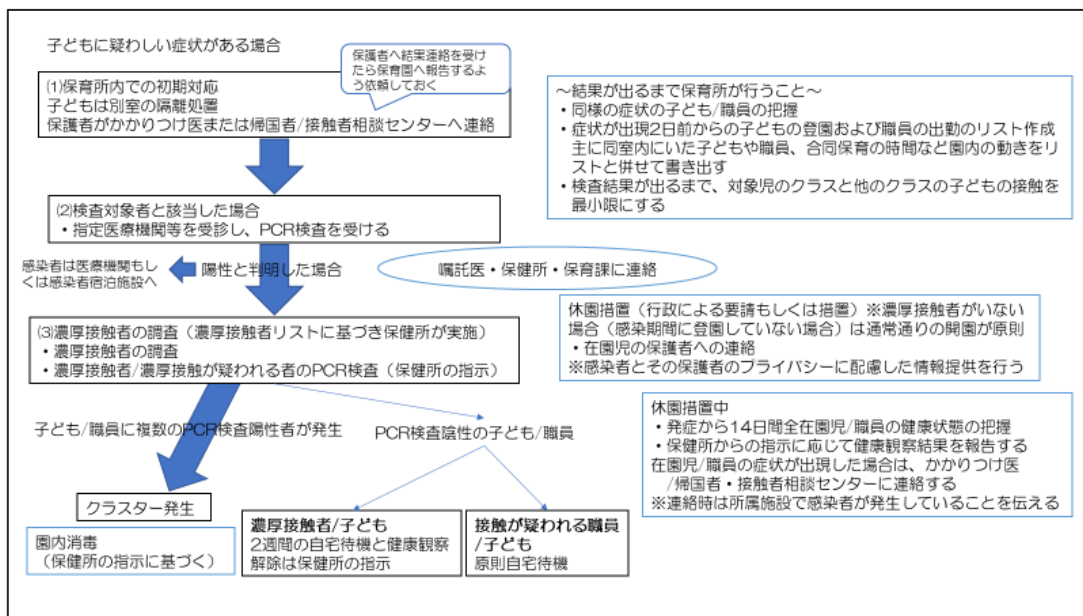 子どもに疑わしい症状がある場合
保護者へ結果連絡を受け
たら保育園へ報告するよ
う依頼しておく
⑴保育所内での初期対応
子どもは別室の隔離処置
保護者がかかりつけ医または帰国者/接触者相談センターへ連絡
～結果が出るまで保育所が行うこと～
・同様の症状の子ども/職員の把握
・症状が出現2日前からの子どもの登園および職員の出勤のリスト作成
主に同室内にいた子どもや職員、合同保育の時間など園内の動きをリ
ストと併せて書き出す
・検査結果が出るまで、対象児のクラスと他のクラスの子どもの接触を
最小限にする
⑵検査対象者と該当した場合
・指定医療機関等を受診し、PCR検査を受ける
感染者は医療機関もし
くは感染者宿泊施設へ
陽性と判明した場合
嘱託医・保健所・保育課に連絡
⑶濃厚接触者の調査（濃厚接触者リストに基づき保健所が実施）
・濃厚接触者の調査
・濃厚接触者/濃厚接触が疑われる者のPCR検査（保健所の指示）
休園措置（行政による要請もしくは措置）※濃厚接触者がいない
場合（感染期間に登園していない場合）は通常通りの開園が原則
・在園児の保護者への連絡
※感染者とその保護者のプライバシーに配慮した情報提供を行う
子ども/職員に複数のPCR検査陽性者が発生
PCR検査陰性の子ども/職員
休園措置中
・発症から14日間全在園児/職員の健康状態の把握
・保健所からの指示に応じて健康観察結果を報告する
在園児/職員の症状が出現した場合は、かかりつけ医
/帰国者・接触者相談センターに連絡する
※連絡時は所属施設で感染者が発生していることを伝える
クラスター発生
園内消毒
（保健所の指示に基づく）
濃厚接触者/子ども
2週間の自宅待機と健康観察
解除は保健所の指示
接触が疑われる職員
/子ども
原則自宅待機